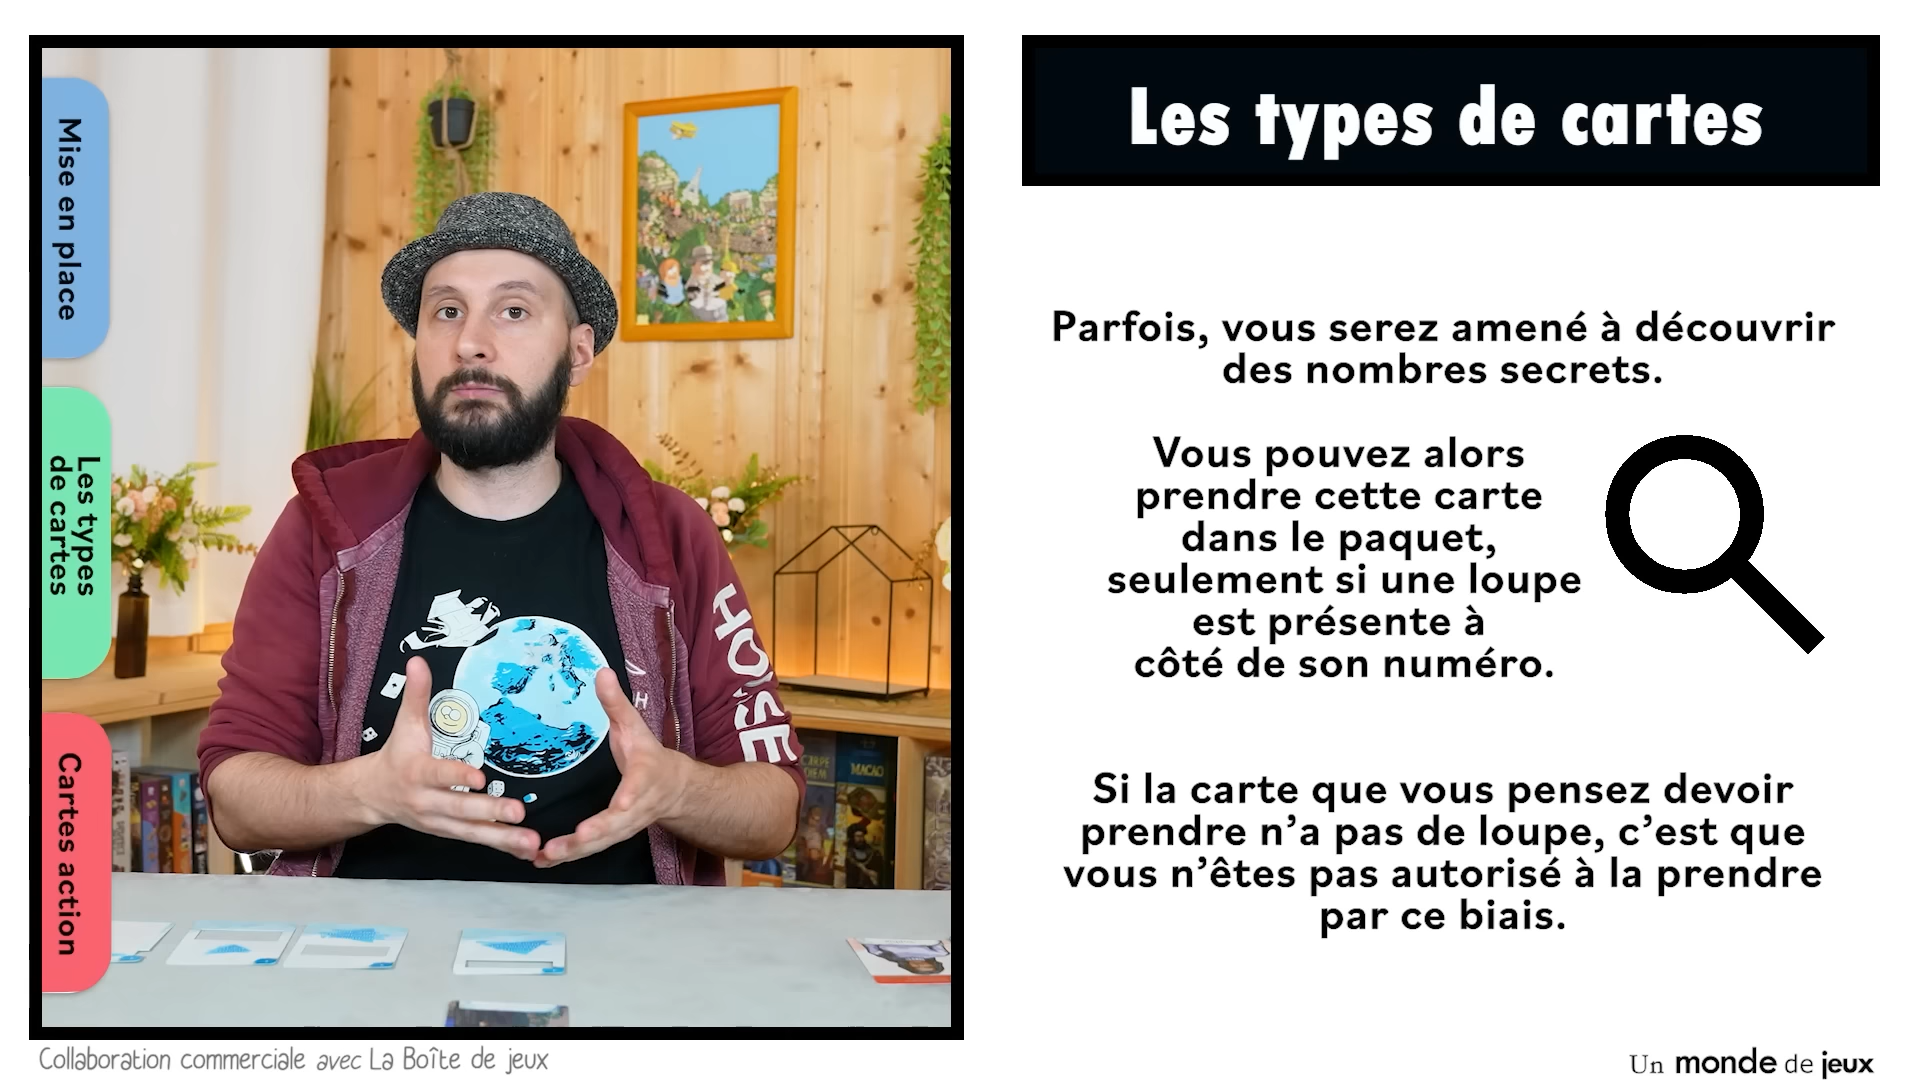 Les types de cartes
Mise en place
Les types
de cartes
Cartes action
Parfois, vous serez amené à découvrir
des nombres secrets.
Vous pouvez alors
prendre cette carte
dans le paquet,
seulement si une loupe
est présente à
côté de son numéro.
Si la carte que vous pensez devoir
prendre n’a pas de loupe, c’est que
vous n’êtes pas autorisé à la prendre
par ce biais.
CARPE
DIEM
MACAO
Collaboration commerciale avec La Boîte de jeux
Un monde de jeux